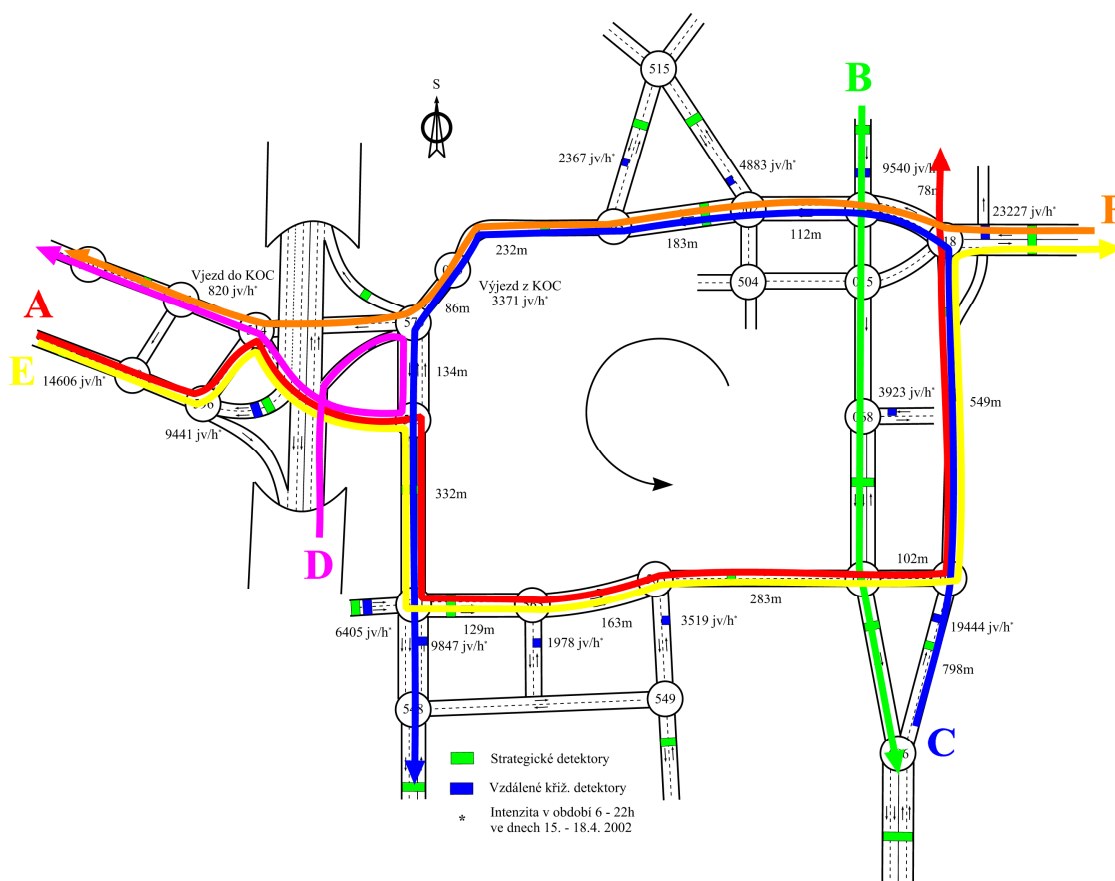 515
B
S
2367 jv/h*
4883 jv/h*
9540 jv/h*
78m
23227 jv/h*
232m
183m
112m
Vjezd do KOC
820 jv/h*
Výjezd z KOC
3371 jv/h*
504
86m
A
E
14606 jv/h*
134m
9441 jv/h*
3923 jv/h*
549m
332m
D
102m
6405 jv/h*
129m
9847 jv/h*
1978 jv/h*
163m
3519 jv/h*
283m
19444 jv/h*
798m
549
C
Strategické detektory
Vzdálené křiž. detektory
* Intenzita v období 6 - 22h
ve dnech 15. - 18.4. 2002